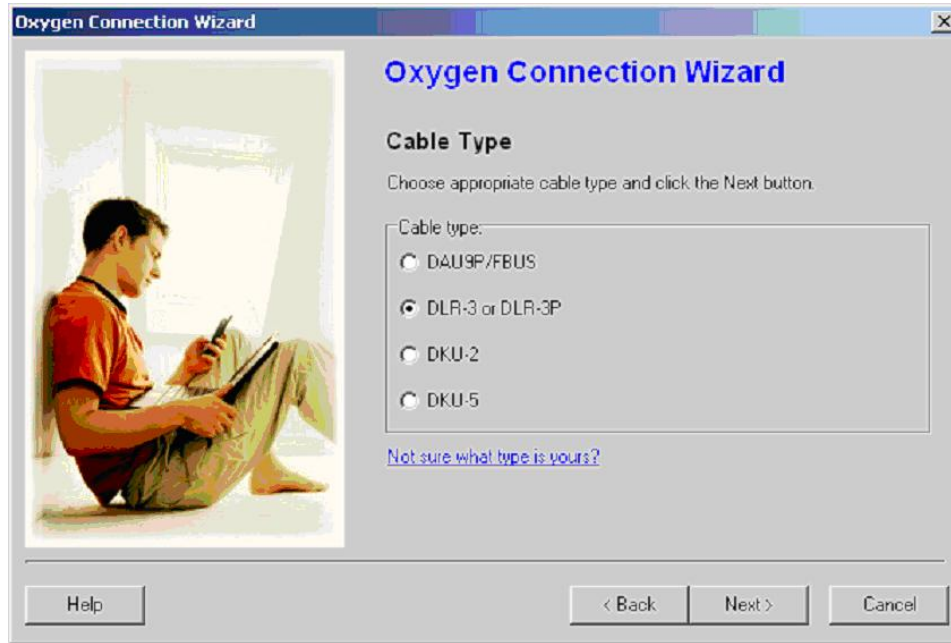 Oxygen Connection Wizard
Oxygen Connection Wizard
Cable Type
Choose appropriate cable type and click the Next button.
Cable type:
DAU9P/FBUS
DLR-3 or DLR-3P
DKU-2
DKU-5
Not sure what type is yours?
Help
< Back
Next >
Cancel